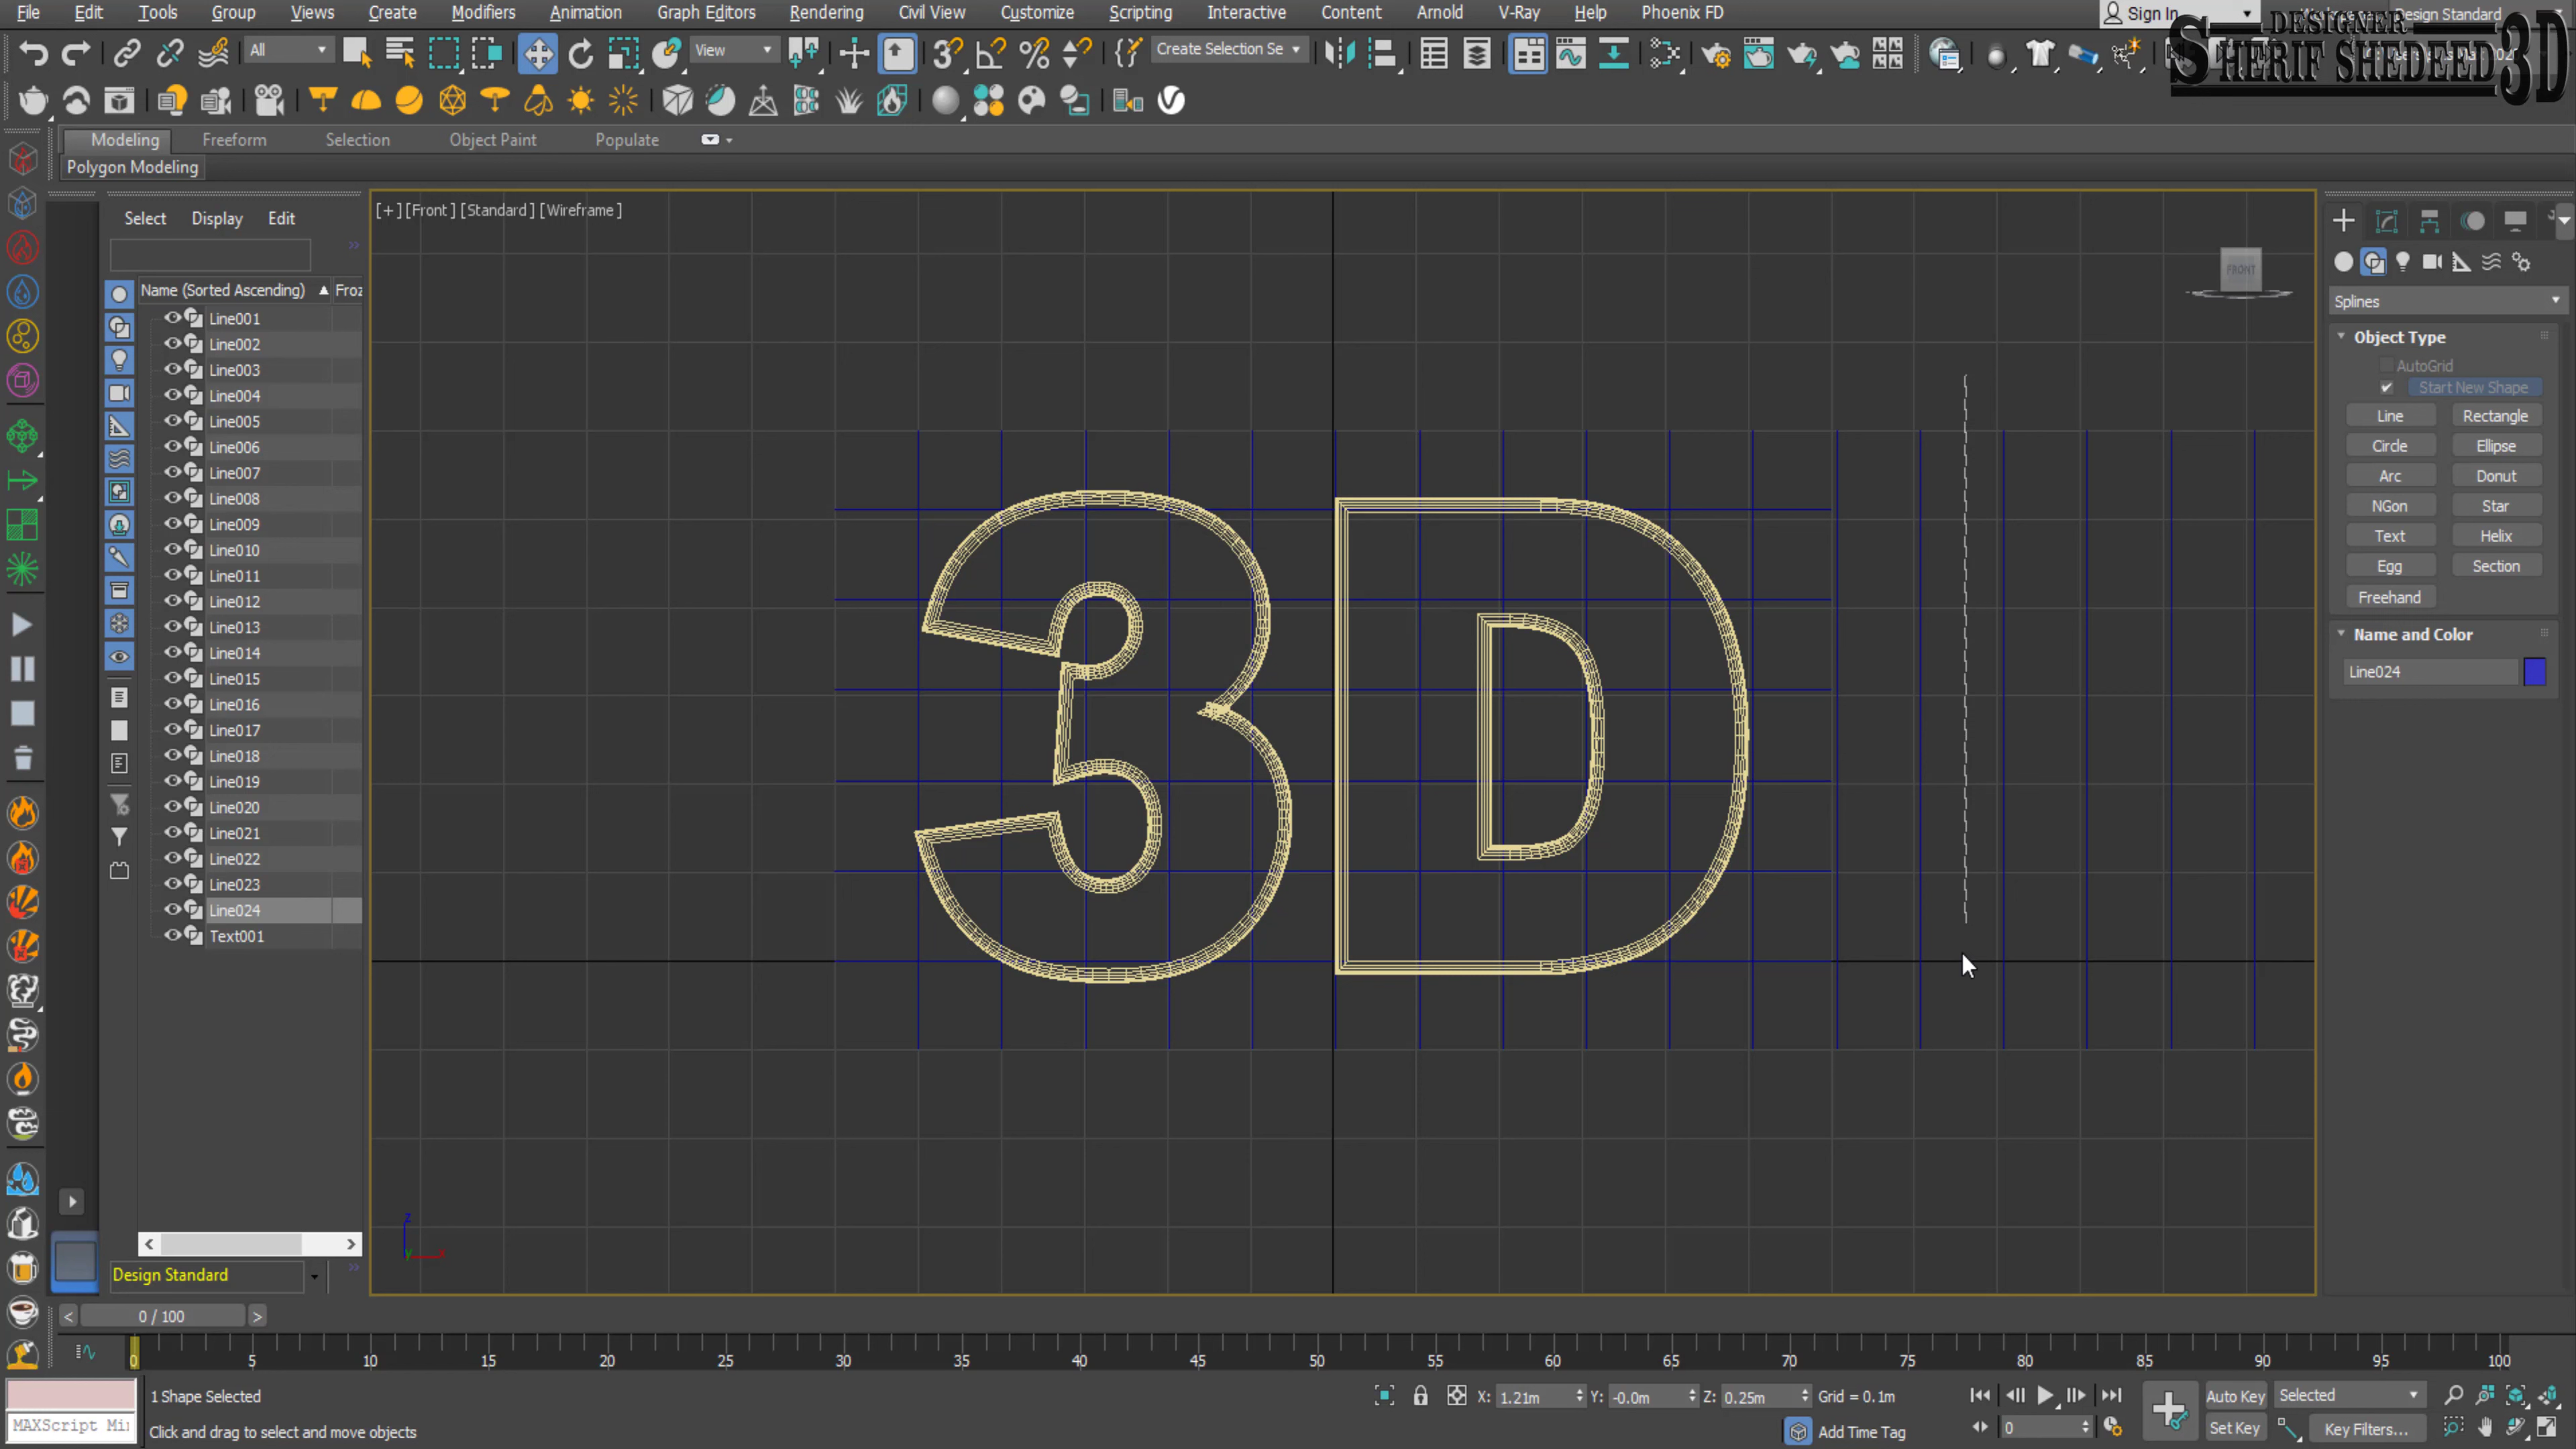 File Edit Tools Group Views Create Modifiers Animation Graph Editors Rendering Civil View Customize Scripting Interactive Content Arnold V-Ray Help Phoenix FD Sign In Design Standard
DESIGNER
SHERIF SHEDEED 3D
All View Create Selection Se
Modeling Freeform Selection Object Paint Populate
Polygon Modeling
Select Display Edit
[+][Front][Standard][Wireframe]
FRONT
Name (Sorted Ascending) Froz
Line001
Line002
Line003
Line004
Line005
Line006
Line007
Line008
Line009
Line010
Line011
Line012
Line013
Line014
Line015
Line016
Line017
Line018
Line019
Line020
Line021
Line022
Line023
Line024
Text001
3D
Splines
Object Type
AutoGrid
Start New Shape
Line Rectangle
Circle Ellipse
Arc Donut
NGon Star
Text Helix
Egg Section
Freehand
Name and Color
Line024
z
y
Design Standard
0 / 100
0 5 10 15 20 25 30 35 40 45 50 55 60 65 70 75 80 85 90 95 100
1 Shape Selected
X: 1.21m Y: -0.0m Z: 0.25m Grid = 0.1m
Auto Key Selected
MAXScript Mi
Click and drag to select and move objects
Add Time Tag
0
Set Key Key Filters...